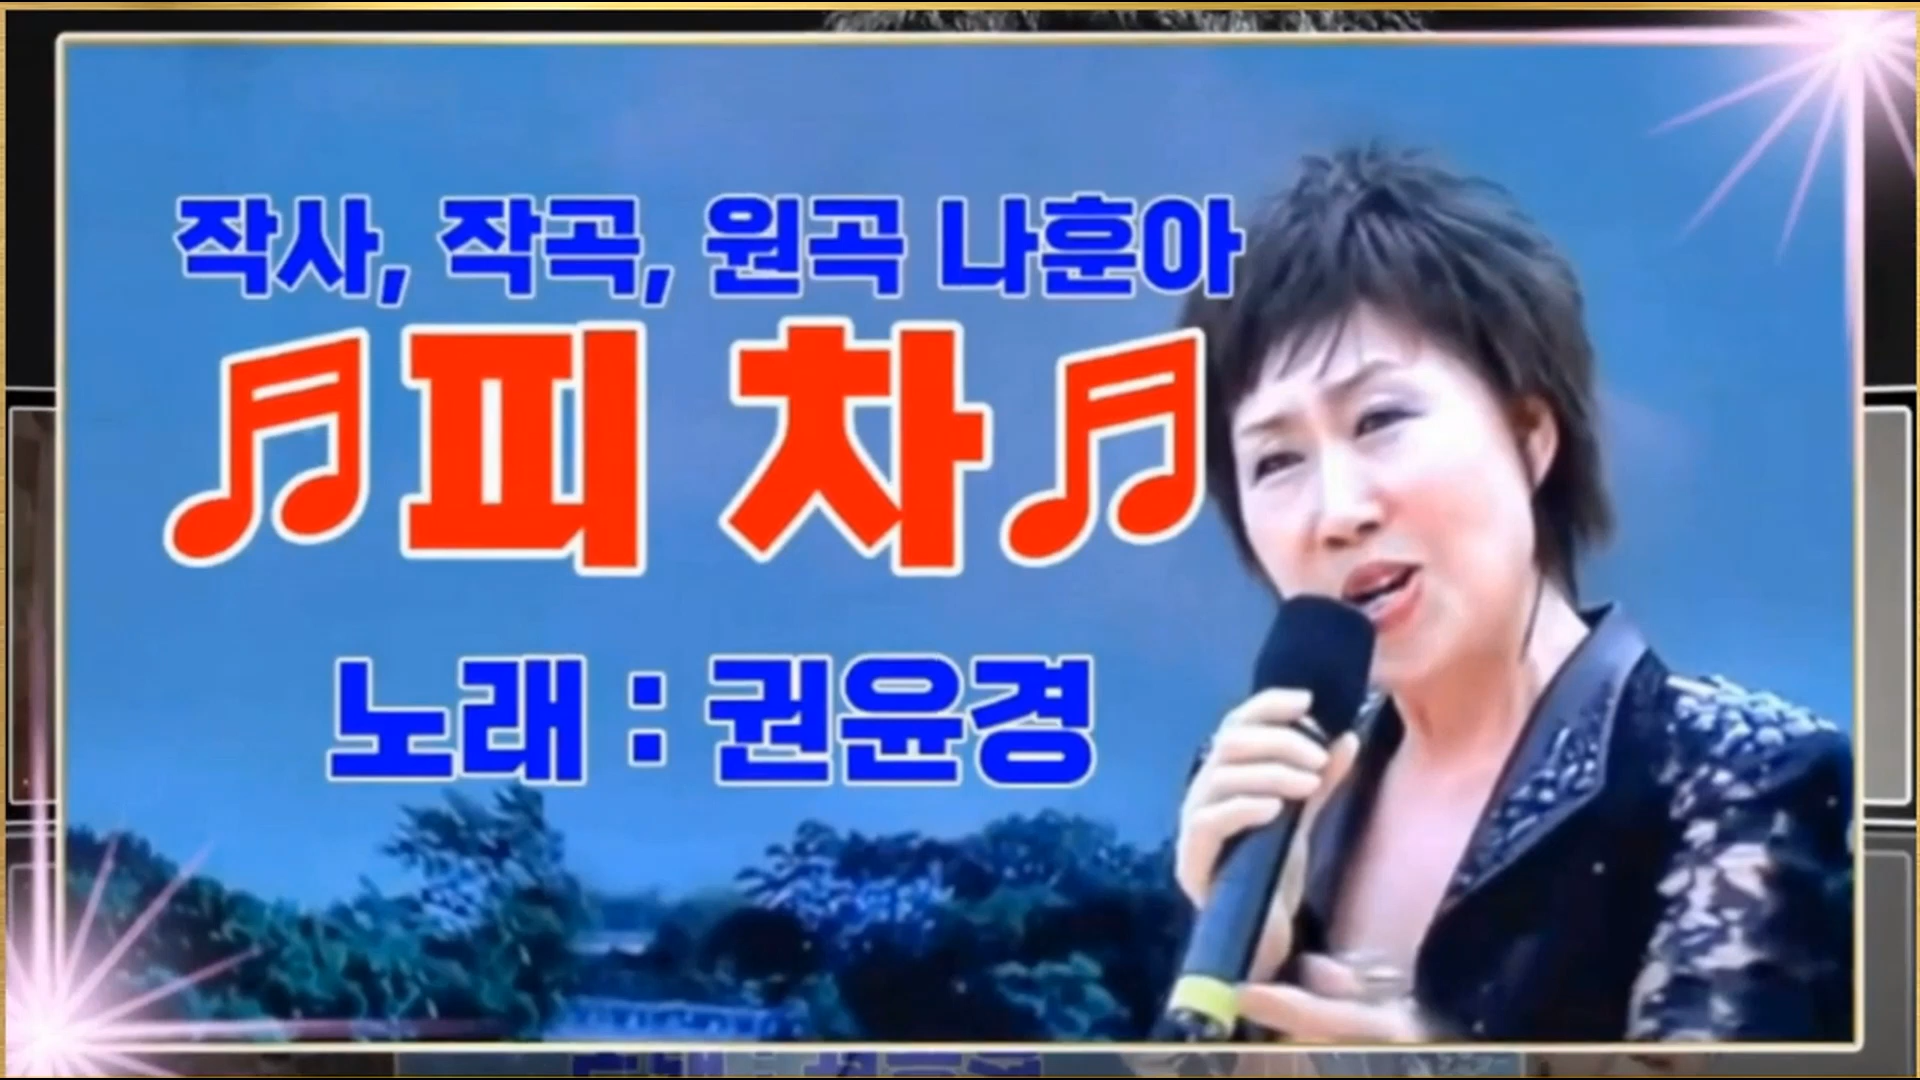 작사, 작곡, 원곡 나훈아
♬피 차♬
노래 : 권윤경